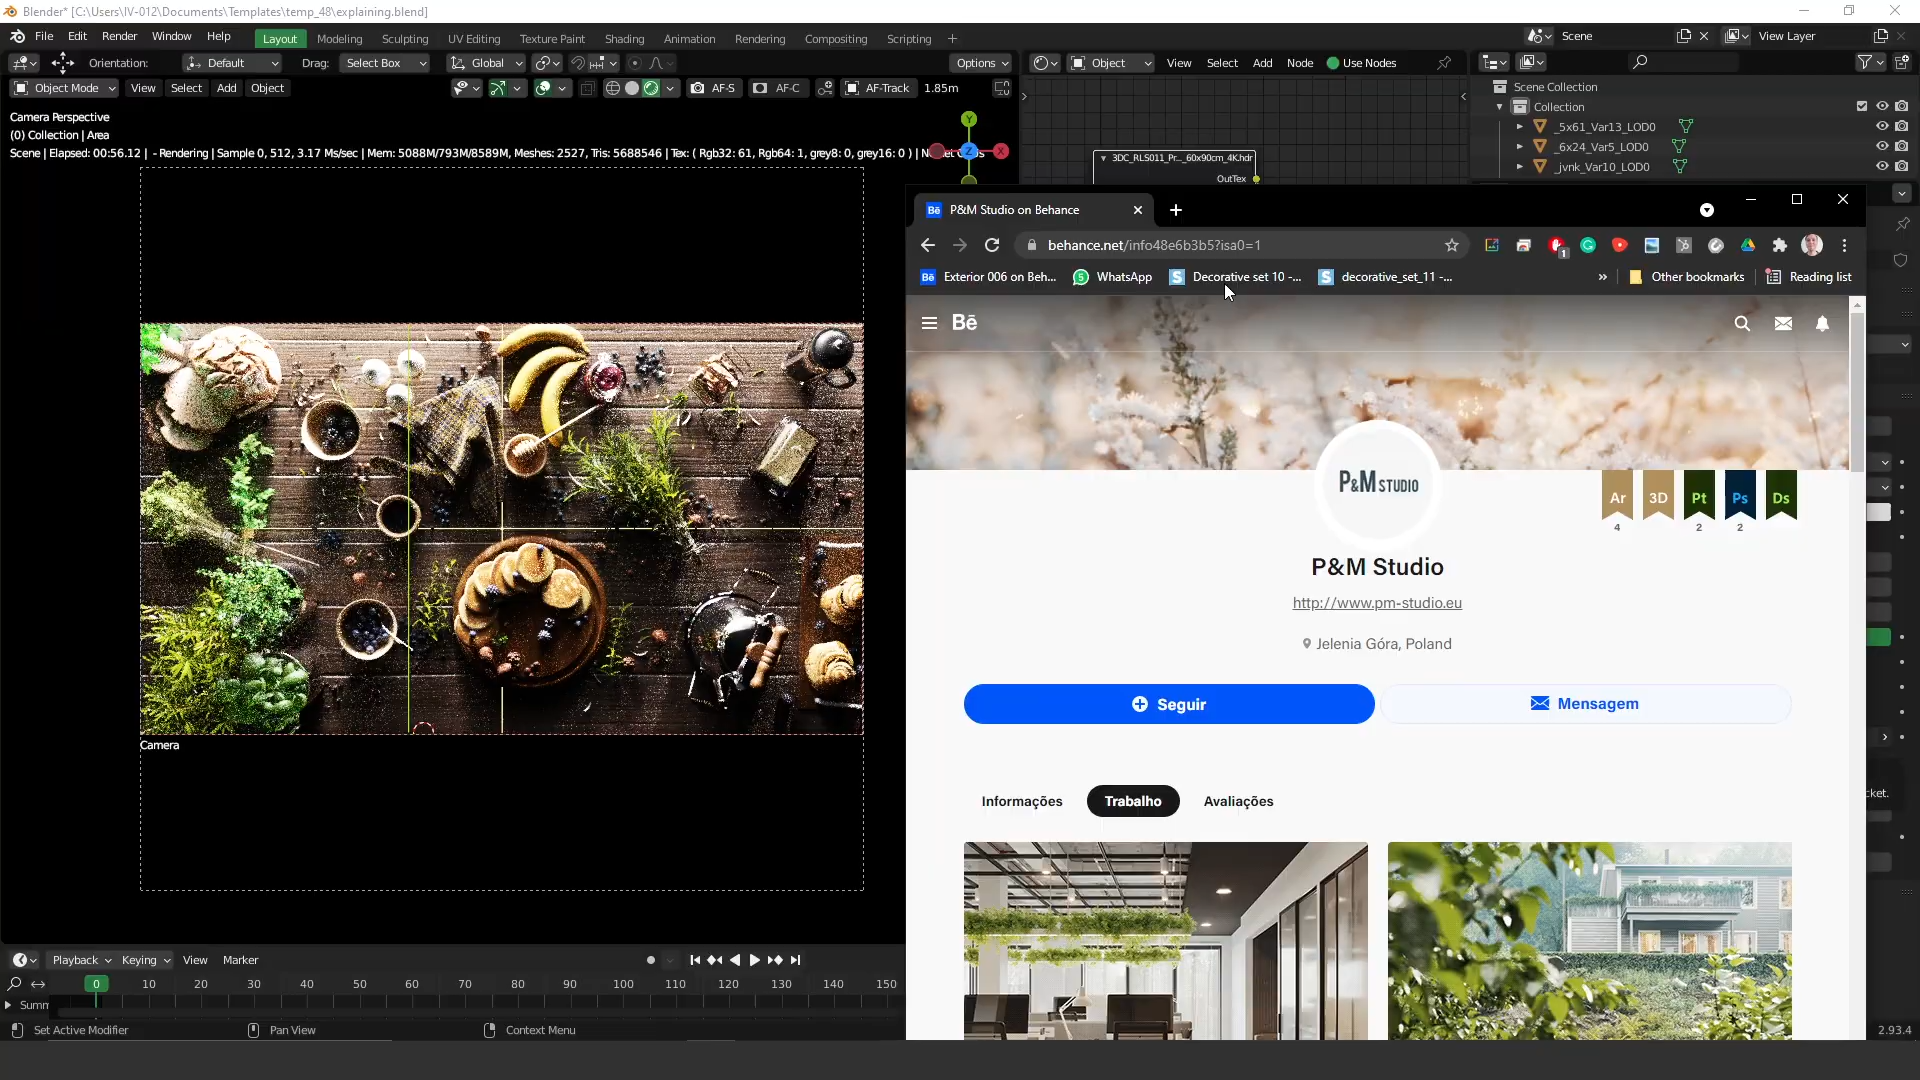 Blender* [C:\Users\IV-012\Documents\Templates\temp_48\explaining.blend]
File Edit Render Window Help Layout Modeling Sculpting UV Editing Texture Paint Shading Animation Rendering Compositing Scripting + Scene View Layer
Orientation: Default Drag: Select Box Global Options Object View Select Add Node Use Nodes
Object Mode View Select Add Object AF-S AF-C AF-Track 1.85m
Scene Collection
Collection
_5x61_Var13_LOD0
_6x24_Var5_LOD0
_jvnk_Var10_LOD0
Camera Perspective
(0) Collection | Area
Scene | Elapsed: 00:56.12 | - Rendering | Sample 0, 512, 3.17 Ms/sec | Mem: 5088M/793M/8589M, Meshes: 2527, Tris: 5688546 | Tex: ( Rgb32: 61, Rgb64: 1, grey8: 0, grey16: 0 ) |
Y
Z
X
3DC_RLS011_Pr..._60x90cm_4K.hdr
OutTex
Camera
P&M Studio on Behance
behance.net/info48e6b3b5?isa0=1
1
Exterior 006 on Beh... WhatsApp Decorative set 10 -... decorative_set_11 -... » Other bookmarks Reading list
Bē
P&M STUDIO
Ar 3D Pt Ps Ds
4 2 2
P&M Studio
http://www.pm-studio.eu
Jelenia Góra, Poland
Seguir Mensagem
Informações Trabalho Avaliações
cket.
Playback Keying View Marker
0 10 20 30 40 50 60 70 80 90 100 110 120 130 140 150
Summ
Set Active Modifier Pan View Context Menu
2.93.4